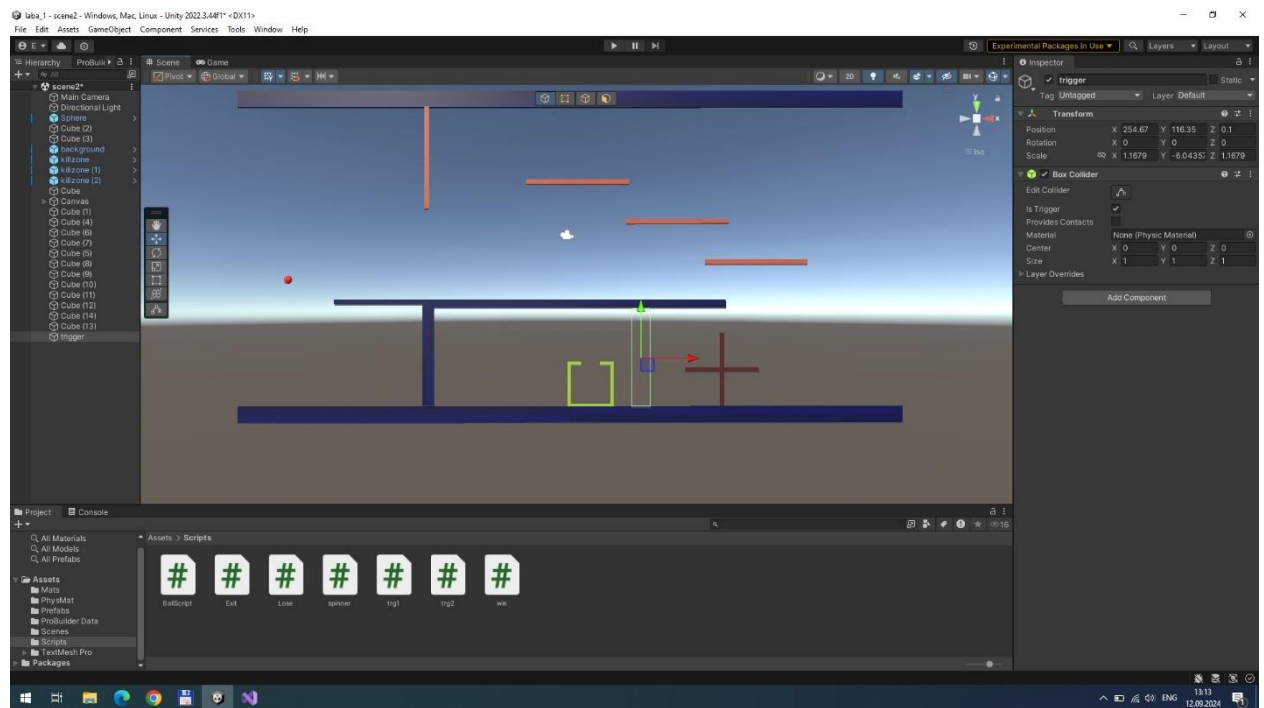 laba_1 - scene2 - Windows, Mac, Linux - Unity 2022.3.44f1* <DX11>
File Edit Assets GameObject Component Services Tools Window Help
E
Experimental Packages In Use
Layers
Layout
Hierarchy
ProBuilk
Scene
Game
Inspector
All
Pivot
Global
2D
scene2*
Main Camera
Directional Light
Sphere
Cube (2)
Cube (3)
background
killzone
killzone (1)
killzone (2)
Cube
Canvas
Cube (1)
Cube (4)
Cube (6)
Cube (7)
Cube (5)
Cube (8)
Cube (9)
Cube (10)
Cube (11)
Cube (12)
Cube (14)
Cube (13)
trigger
y
x
Iso
trigger
Static
Tag Untagged
Layer Default
Transform
Position X 254.67 Y 116.35 Z 0.1
Rotation X 0 Y 0 Z 0
Scale X 1.1679 Y -6.04357 Z 1.1679
Box Collider
Edit Collider
Is Trigger
Provides Contacts
Material None (Physic Material)
Center X 0 Y 0 Z 0
Size X 1 Y 1 Z 1
Layer Overrides
Add Component
Project
Console
16
All Materials
All Models
All Prefabs
Assets
Mats
PhysMat
Prefabs
ProBuilder Data
Scenes
Scripts
TextMesh Pro
Packages
Assets > Scripts
# # # # # # #
BallScript Exit Lose spinner trg1 trg2 win
ENG
13:13
12.09.2024